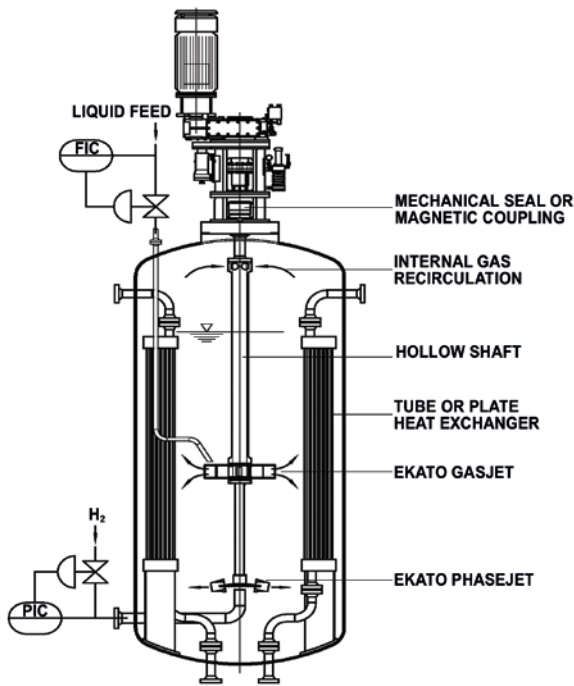 LIQUID FEED
FIC
MECHANICAL SEAL OR
MAGNETIC COUPLING
INTERNAL GAS
RECIRCULATION
HOLLOW SHAFT
TUBE OR PLATE
HEAT EXCHANGER
EKATO GASJET
H₂
EKATO PHASEJET
PIC